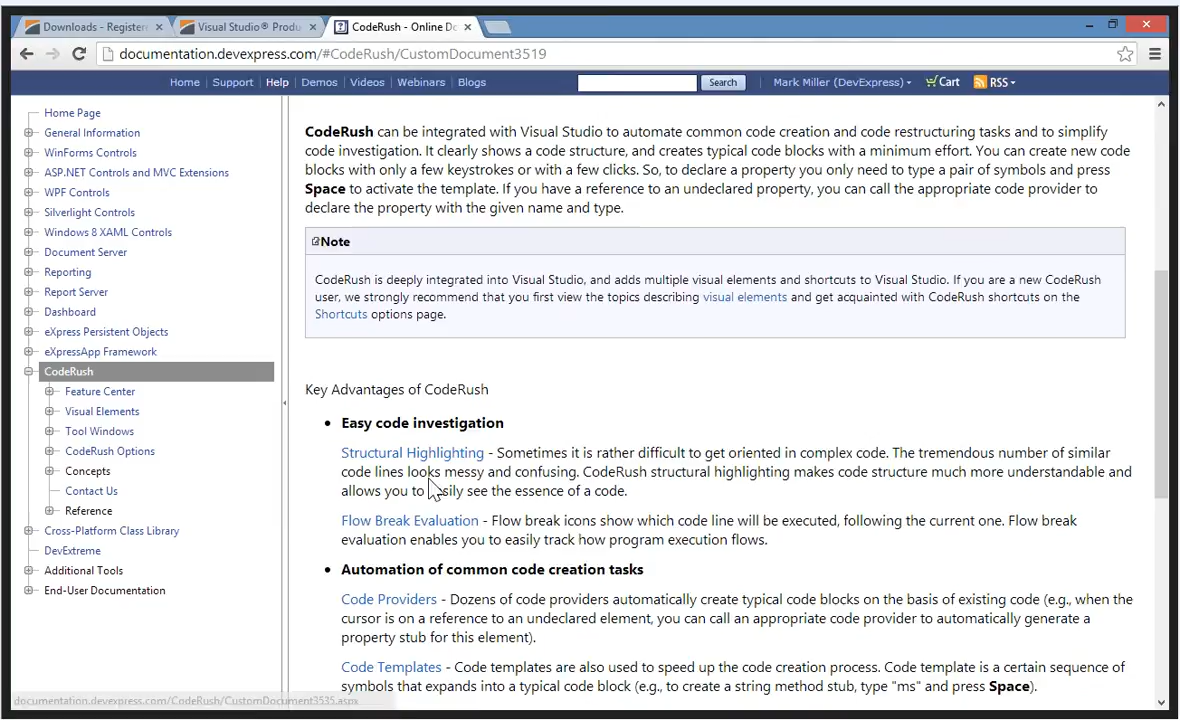 Downloads - Registere
Visual Studio® Produ
CodeRush - Online Do
documentation.devexpress.com/#CodeRush/CustomDocument3519
Home | Support | Help | Demos | Videos | Webinars | Blogs
Search
Mark Miller (DevExpress)
Cart
RSS
Home Page
General Information
WinForms Controls
ASP.NET Controls and MVC Extensions
WPF Controls
Silverlight Controls
Windows 8 XAML Controls
Document Server
Reporting
Report Server
Dashboard
eXpress Persistent Objects
eXpressApp Framework
CodeRush
Feature Center
Visual Elements
Tool Windows
CodeRush Options
Concepts
Contact Us
Reference
Cross-Platform Class Library
DevExtreme
Additional Tools
End-User Documentation
CodeRush can be integrated with Visual Studio to automate common code creation and code restructuring tasks and to simplify
code investigation. It clearly shows a code structure, and creates typical code blocks with a minimum effort. You can create new code
blocks with only a few keystrokes or with a few clicks. So, to declare a property you only need to type a pair of symbols and press
Space to activate the template. If you have a reference to an undeclared property, you can call the appropriate code provider to
declare the property with the given name and type.
Note
CodeRush is deeply integrated into Visual Studio, and adds multiple visual elements and shortcuts to Visual Studio. If you are a new CodeRush
user, we strongly recommend that you first view the topics describing visual elements and get acquainted with CodeRush shortcuts on the
Shortcuts options page.
Key Advantages of CodeRush
• Easy code investigation
Structural Highlighting - Sometimes it is rather difficult to get oriented in complex code. The tremendous number of similar
code lines looks messy and confusing. CodeRush structural highlighting makes code structure much more understandable and
allows you to easily see the essence of a code.
Flow Break Evaluation - Flow break icons show which code line will be executed, following the current one. Flow break
evaluation enables you to easily track how program execution flows.
• Automation of common code creation tasks
Code Providers - Dozens of code providers automatically create typical code blocks on the basis of existing code (e.g., when the
cursor is on a reference to an undeclared element, you can call an appropriate code provider to automatically generate a
property stub for this element).
Code Templates - Code templates are also used to speed up the code creation process. Code template is a certain sequence of
symbols that expands into a typical code block (e.g., to create a string method stub, type "ms" and press Space).
documentation.devexpress.com/CodeRush/CustomDocument3535.aspx